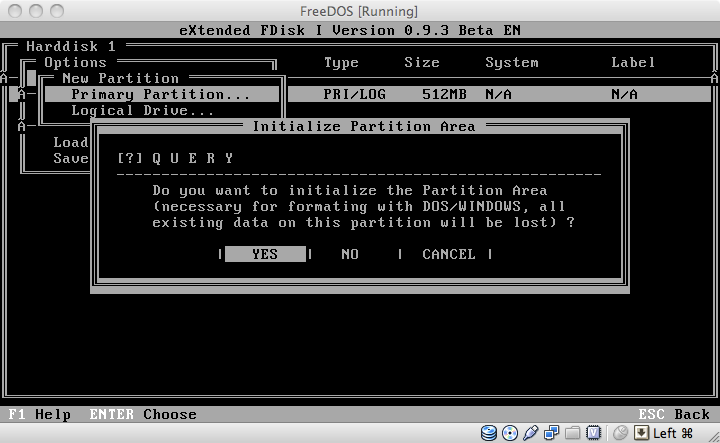 FreeDOS [Running]
eXtended FDisk I Version 0.9.3 Beta EN
Harddisk 1
Options
Type Size System Label
New Partition
Primary Partition... PRI/LOG 512MB N/A N/A
Logical Drive...
Initialize Partition Area
Load
[?] Q U E R Y
Save
Do you want to initialize the Partition Area
(necessary for formating with DOS/WINDOWS, all
existing data on this partition will be lost) ?
| YES | NO | CANCEL |
F1 Help ENTER Choose ESC Back
Left ⌘